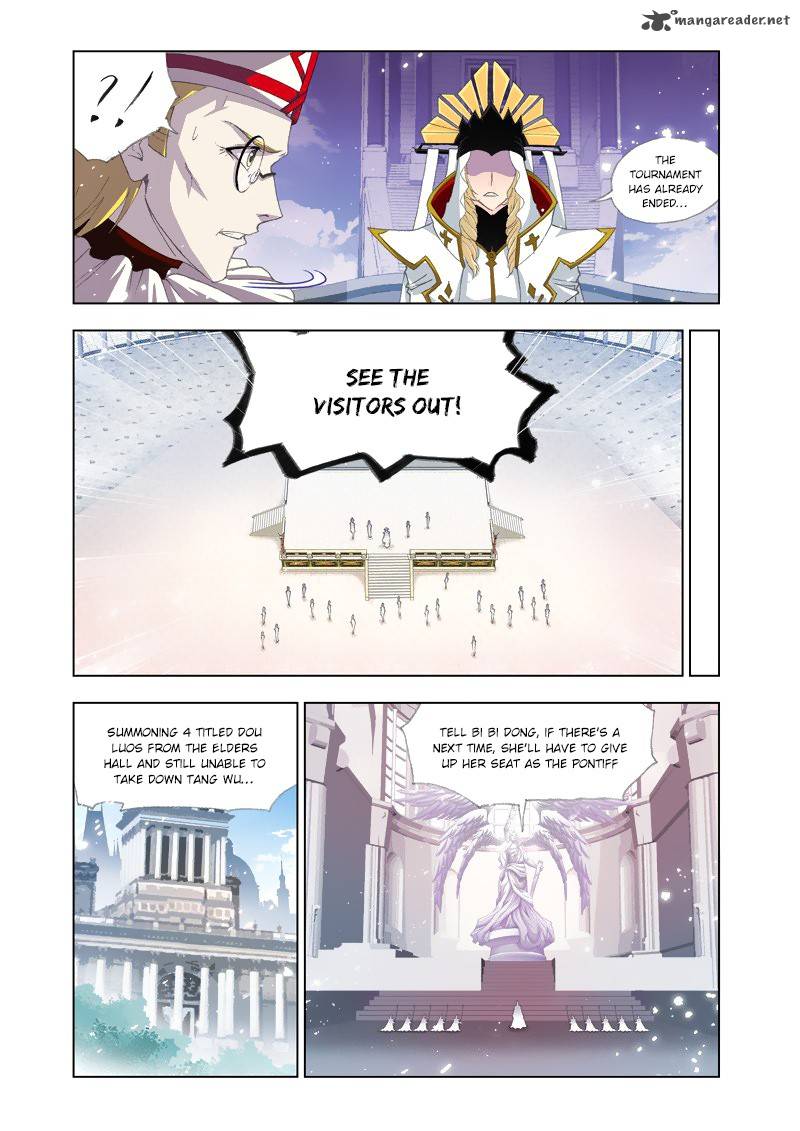 mangareader.net
?!
THE
TOURNAMENT
HAS ALREADY
ENDED...
SEE THE
VISITORS OUT!
SUMMONING 4 TITLED DOU
LUOS FROM THE ELDERS
HALL AND STILL UNABLE TO
TAKE DOWN TANG WU...
TELL BI BI DONG, IF THERE'S A
NEXT TIME, SHE'LL HAVE TO GIVE
UP HER SEAT AS THE PONTIFF